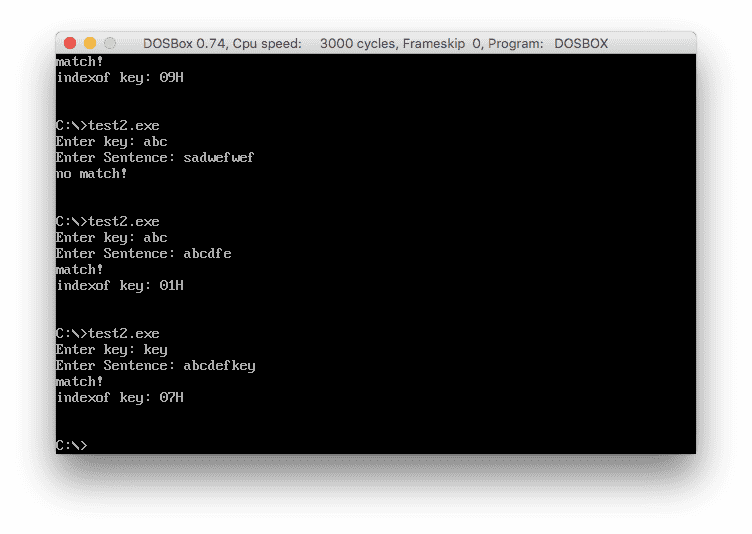 DOSBox 0.74, Cpu speed: 3000 cycles, Frameskip 0, Program: DOSBOX
match!
indexof key: 09H
C:\>test2.exe
Enter key: abc
Enter Sentence: sadwefwef
no match!
C:\>test2.exe
Enter key: abc
Enter Sentence: abcdfe
match!
indexof key: 01H
C:\>test2.exe
Enter key: key
Enter Sentence: abcdefkey
match!
indexof key: 07H
C:\>